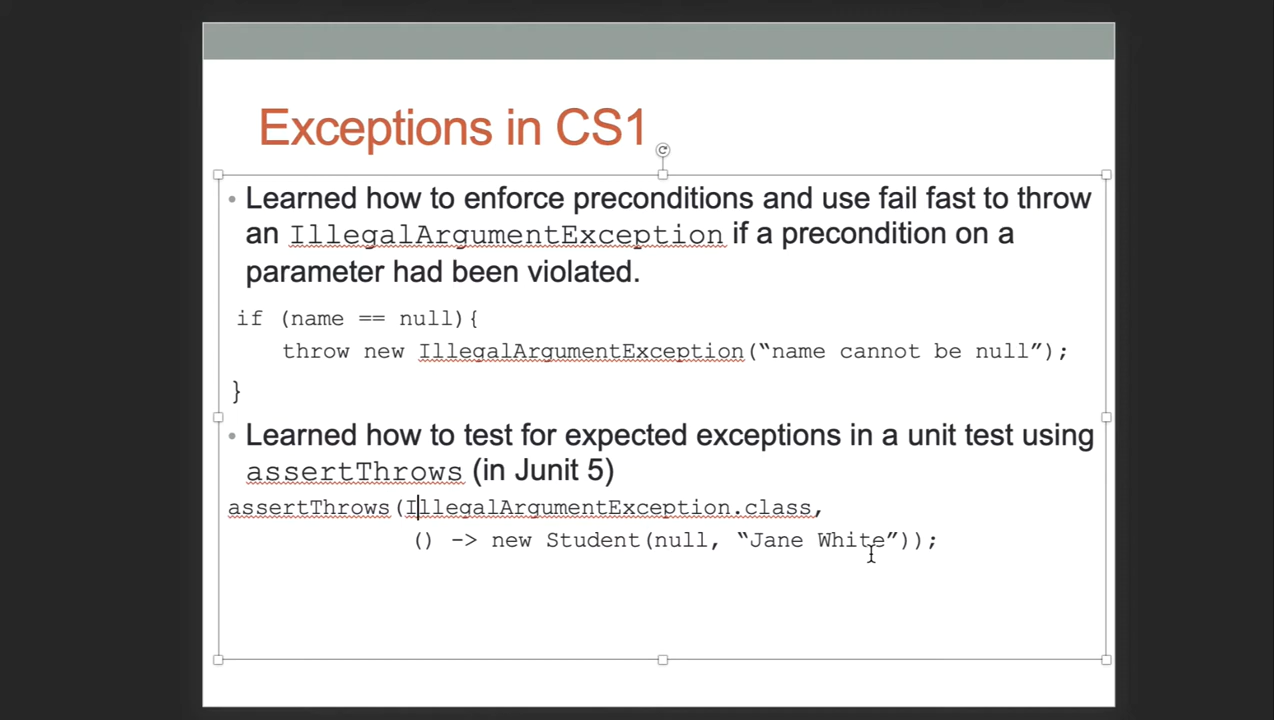 Exceptions in CS1
• Learned how to enforce preconditions and use fail fast to throw
an IllegalArgumentException if a precondition on a
parameter had been violated.
if (name == null){
throw new IllegalArgumentException(“name cannot be null”);
}
• Learned how to test for expected exceptions in a unit test using
assertThrows (in Junit 5)
assertThrows(IllegalArgumentException.class,
() -> new Student(null, “Jane White”));